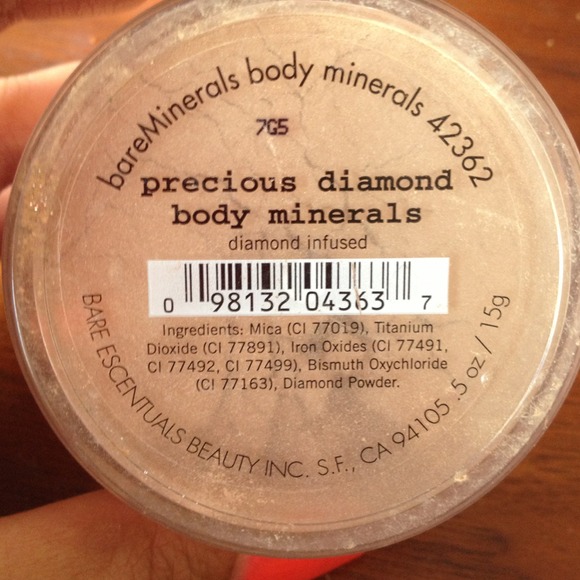 bareMinerals body minerals 42362
7G5
precious diamond
body minerals
diamond infused
0 98132 04363 7
Ingredients: Mica (CI 77019), Titanium
Dioxide (CI 77891), Iron Oxides (CI 77491,
CI 77492, CI 77499), Bismuth Oxychloride
(CI 77163), Diamond Powder.
BARE ESCENTUALS BEAUTY INC. S.F., CA 94105 .5 oz / 15g